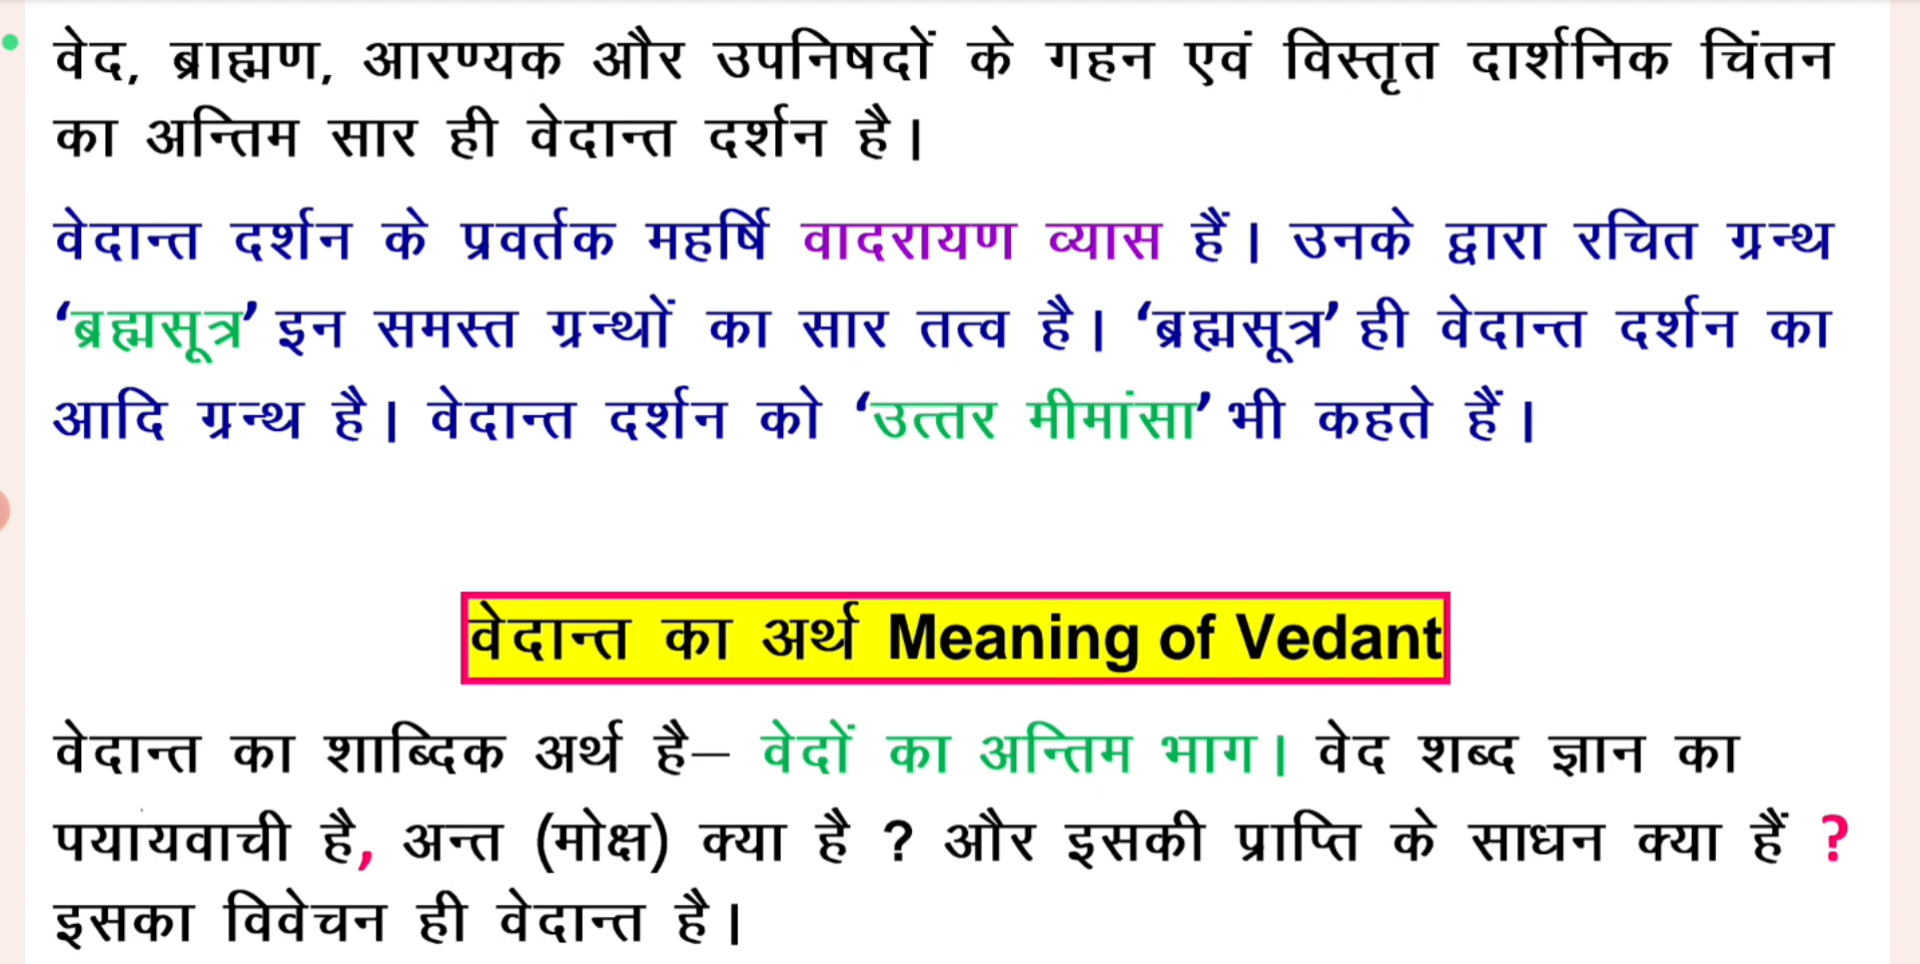 वेद, ब्राह्मण, आरण्यक और उपनिषदों के गहन एवं विस्तृत दार्शनिक चिंतन
का अन्तिम सार ही वेदान्त दर्शन है।
वेदान्त दर्शन के प्रवर्तक महर्षि वादरायण व्यास हैं। उनके द्वारा रचित ग्रन्थ
‘ब्रह्मसूत्र’ इन समस्त ग्रन्थों का सार तत्व है। ‘ब्रह्मसूत्र’ ही वेदान्त दर्शन का
आदि ग्रन्थ है। वेदान्त दर्शन को ‘उत्तर मीमांसा’ भी कहते हैं।
वेदान्त का अर्थ Meaning of Vedant
वेदान्त का शाब्दिक अर्थ है– वेदों का अन्तिम भाग। वेद शब्द ज्ञान का
पयायवाची है, अन्त (मोक्ष) क्या है ? और इसकी प्राप्ति के साधन क्या हैं ?
इसका विवेचन ही वेदान्त है।